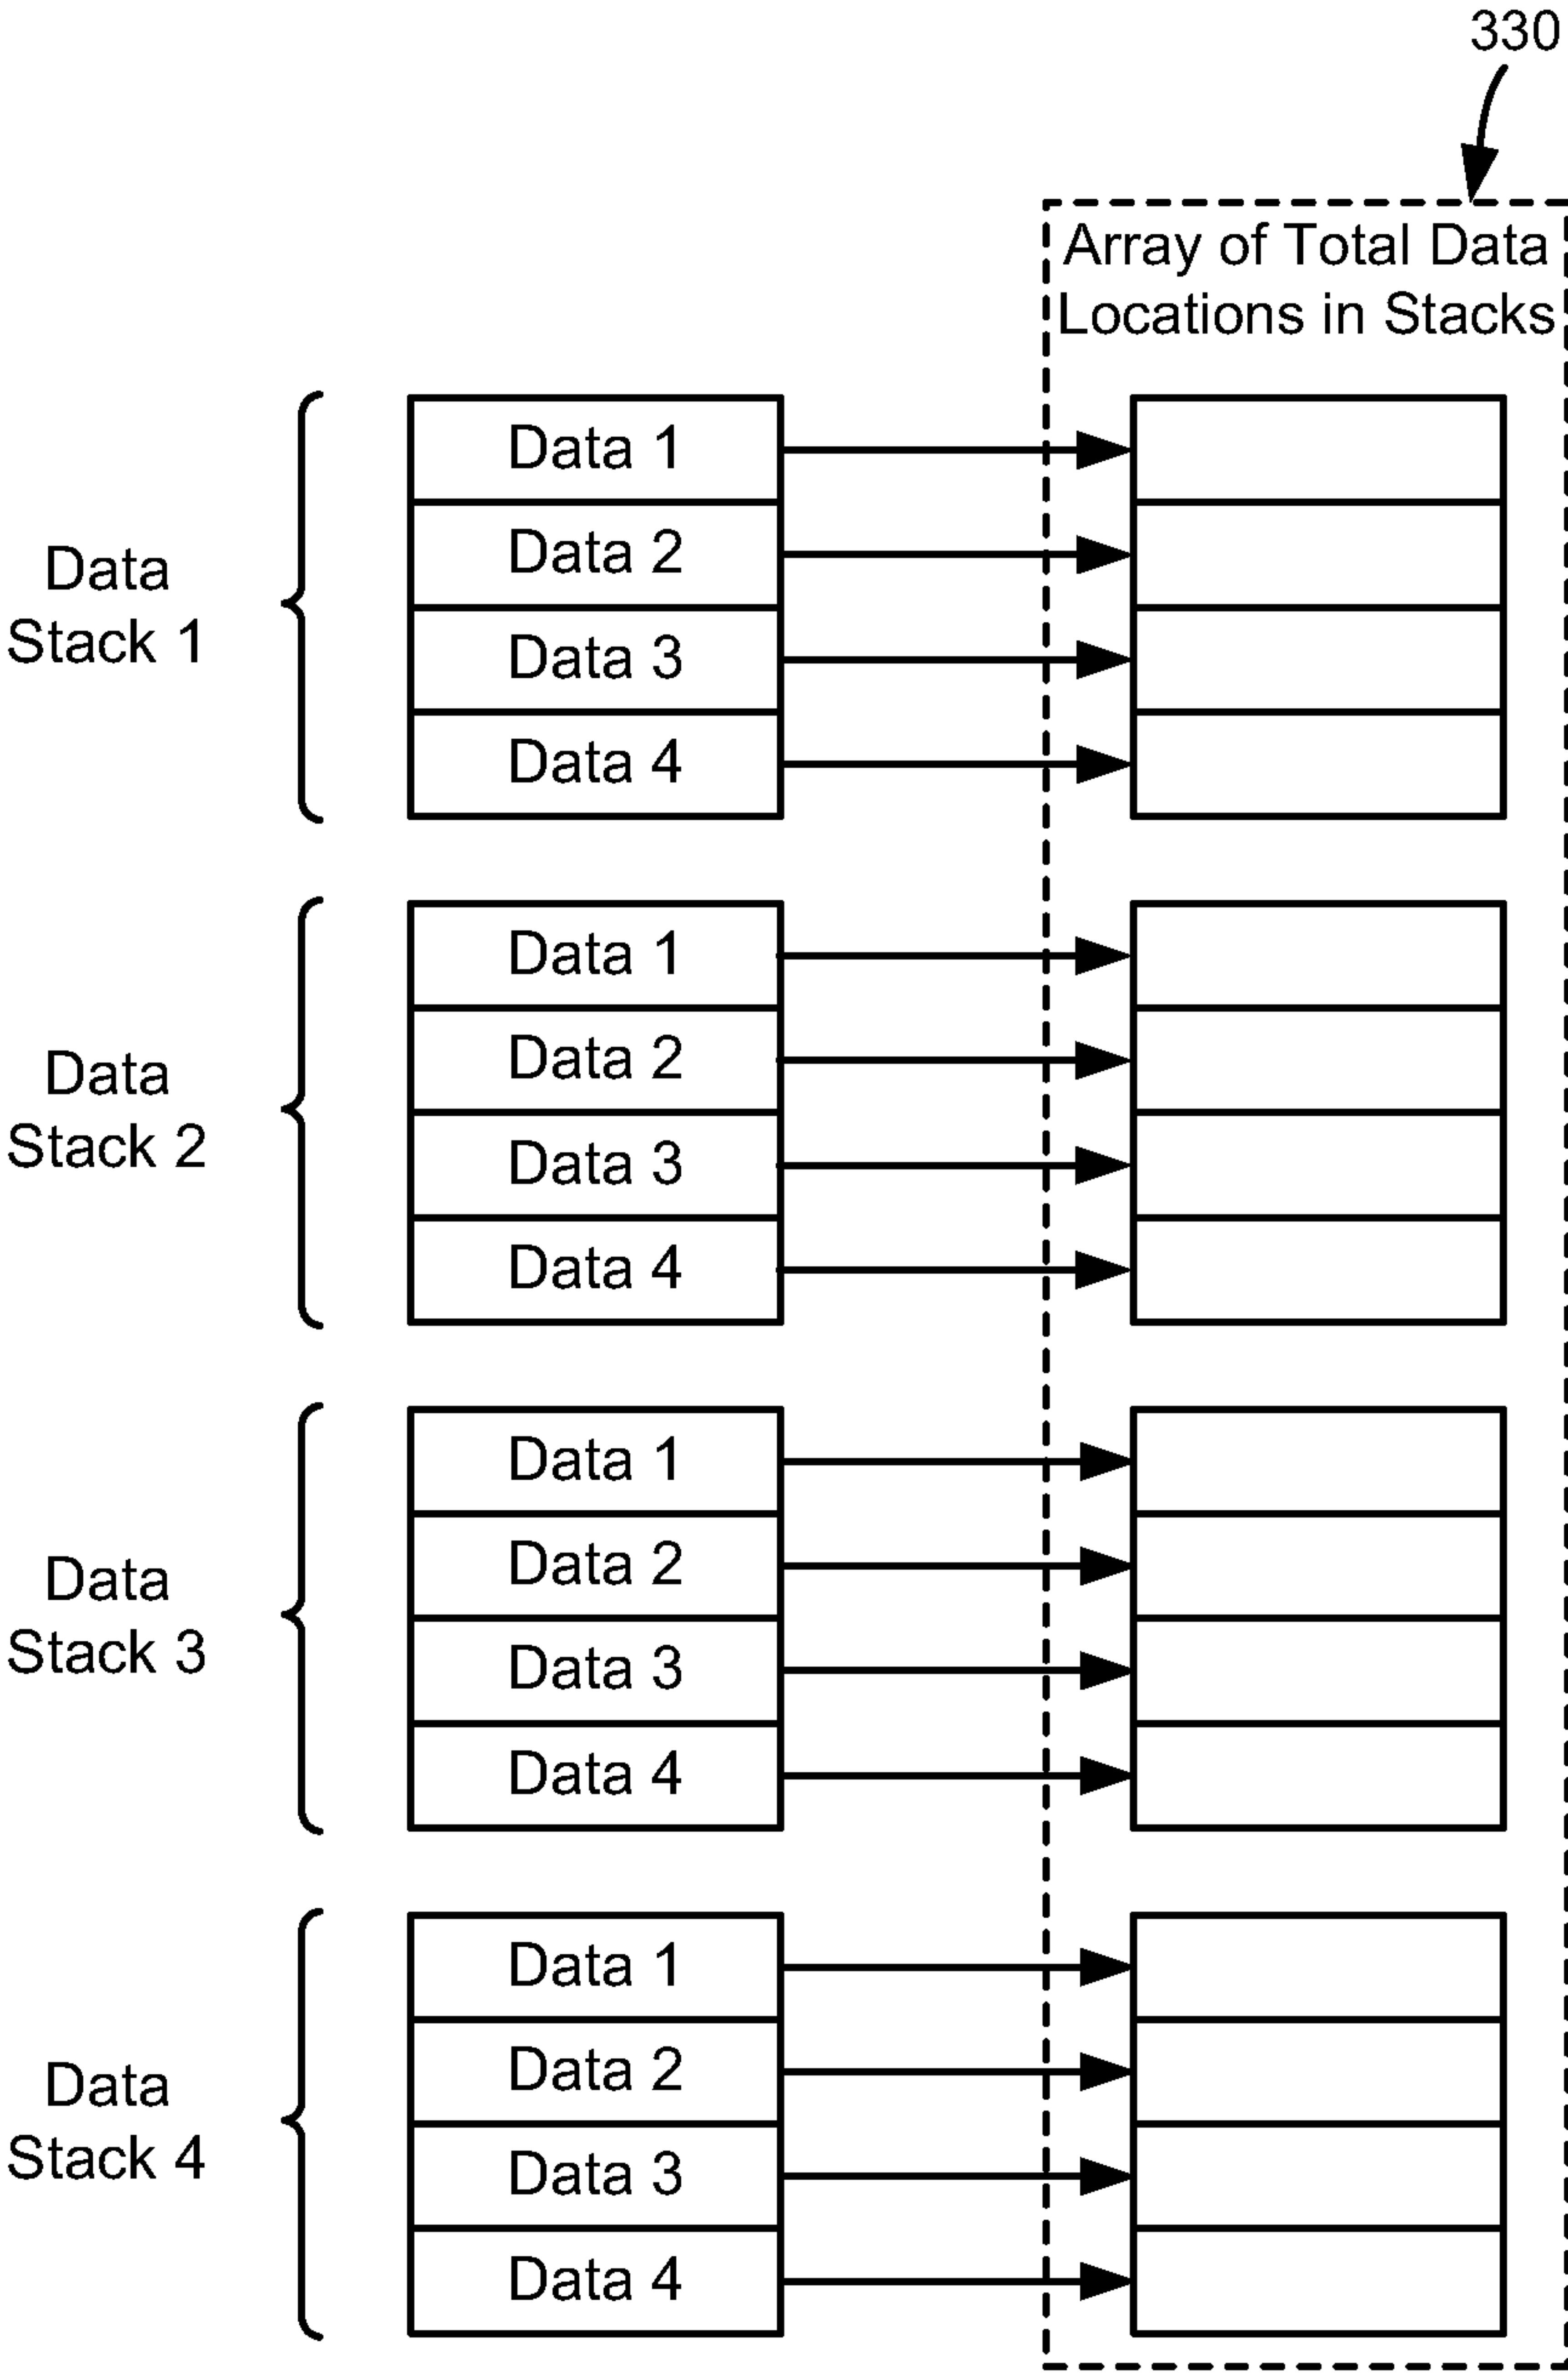 330
Array of Total Data
Locations in Stacks
Data
Stack 1
Data 1
Data 2
Data 3
Data 4
Data
Stack 2
Data 1
Data 2
Data 3
Data 4
Data
Stack 3
Data 1
Data 2
Data 3
Data 4
Data
Stack 4
Data 1
Data 2
Data 3
Data 4